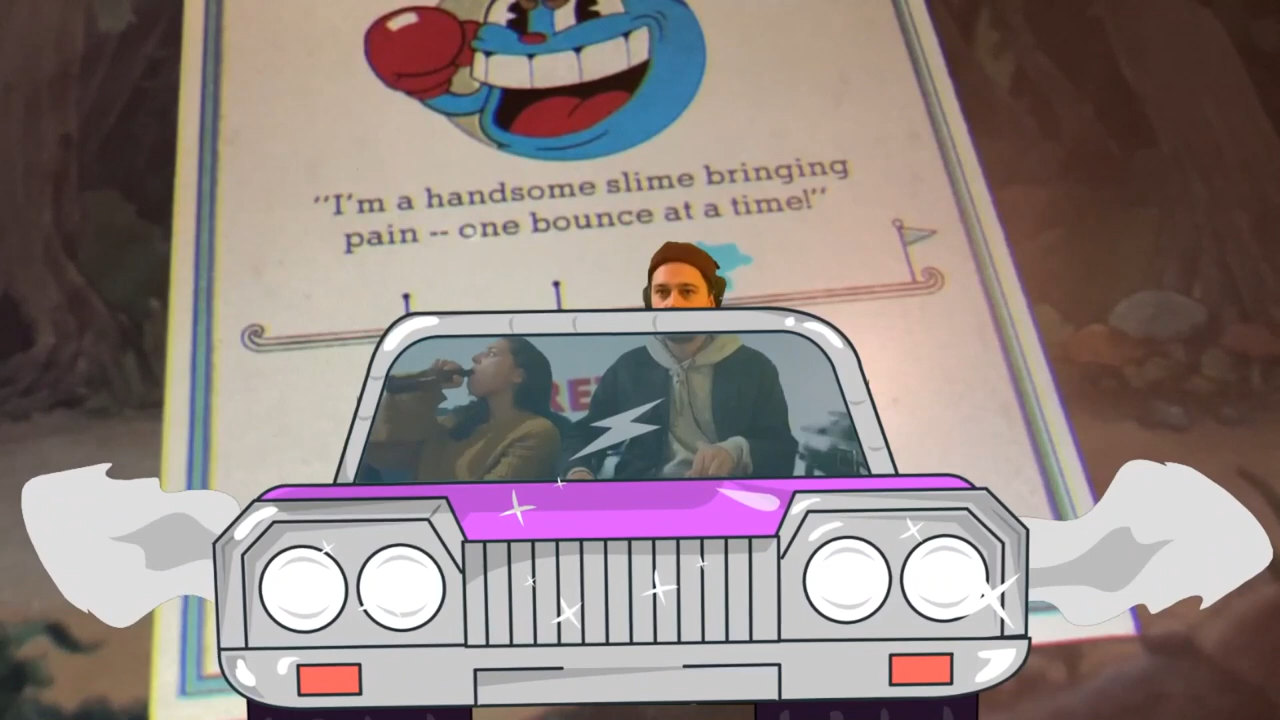 "I'm a handsome slime bringing
pain -- one bounce at a time!"